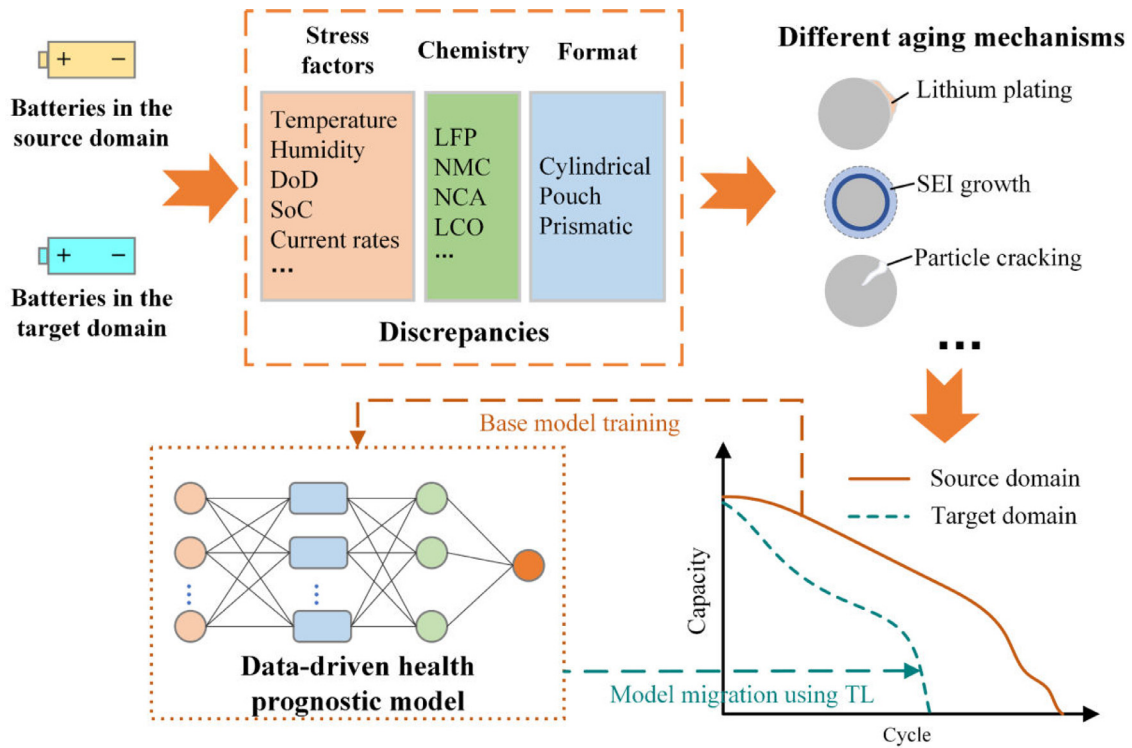 + −
Batteries in the
source domain
+ −
Batteries in the
target domain
Stress
factors
Chemistry
Format
Temperature
Humidity
DoD
SoC
Current rates
...
LFP
NMC
NCA
LCO
...
Cylindrical
Pouch
Prismatic
Discrepancies
Different aging mechanisms
Lithium plating
SEI growth
Particle cracking
...
Base model training
Data-driven health
prognostic model
Model migration using TL
Source domain
Target domain
Capacity
Cycle